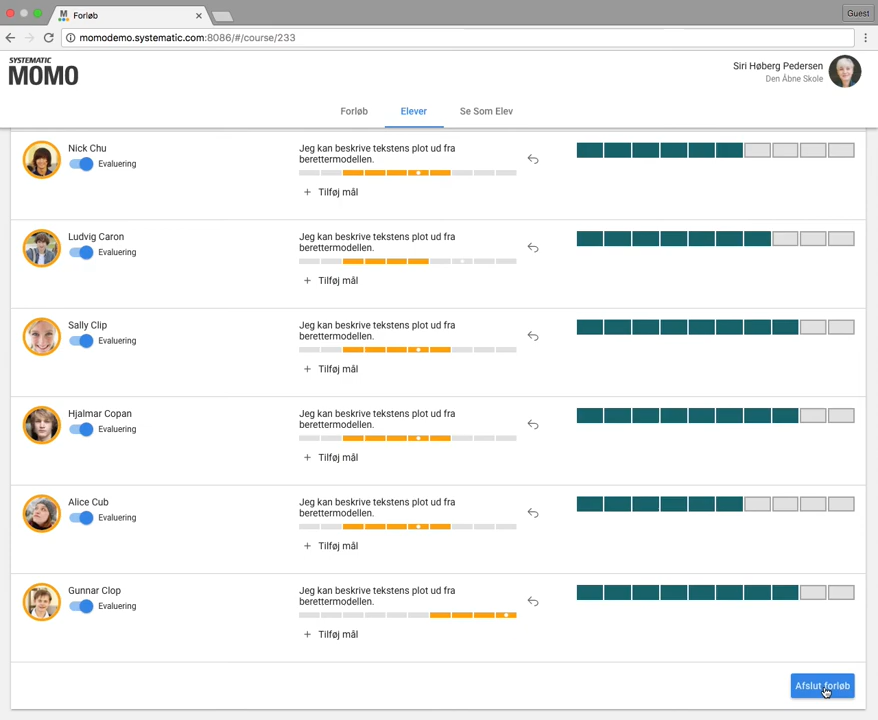 Forløb
Guest
momodemo.systematic.com:8086/#/course/233
SYSTEMATIC
MOMO
Siri Høberg Pedersen
Den Åbne Skole
Forløb Elever Se Som Elev
Nick Chu
Evaluering
Jeg kan beskrive tekstens plot ud fra
berettermodellen.
+ Tilføj mål
Ludvig Caron
Evaluering
Jeg kan beskrive tekstens plot ud fra
berettermodellen.
+ Tilføj mål
Sally Clip
Evaluering
Jeg kan beskrive tekstens plot ud fra
berettermodellen.
+ Tilføj mål
Hjalmar Copan
Evaluering
Jeg kan beskrive tekstens plot ud fra
berettermodellen.
+ Tilføj mål
Alice Cub
Evaluering
Jeg kan beskrive tekstens plot ud fra
berettermodellen.
+ Tilføj mål
Gunnar Clop
Evaluering
Jeg kan beskrive tekstens plot ud fra
berettermodellen.
+ Tilføj mål
Afslut forløb